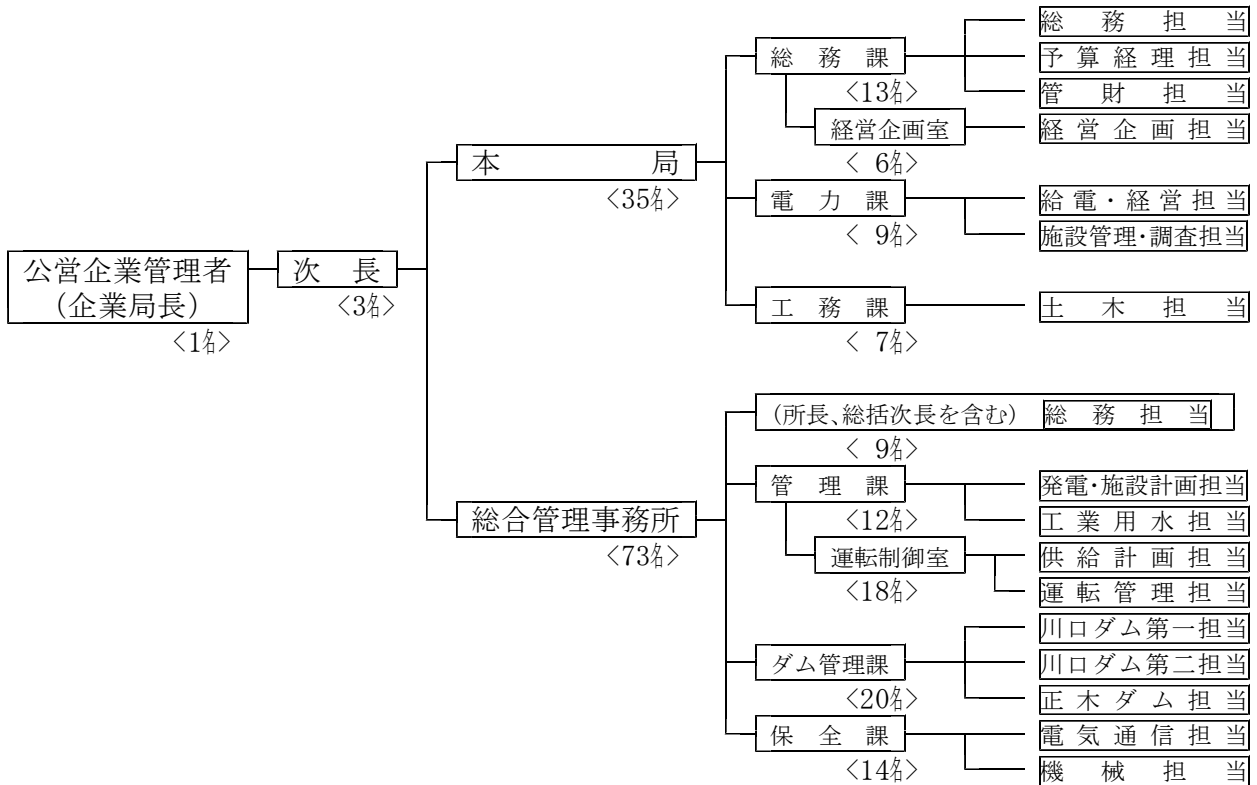 総務担当
総務課
予算経理担当
<13名>
管財担当
経営企画室
経営企画担当
< 6名>
本局
<35名>
電力課
給電・経営担当
< 9名>
施設管理・調査担当
公営企業管理者
(企業局長)
<1名>
次長
<3名>
工務課
土木担当
< 7名>
(所長、総括次長を含む) 総務担当
< 9名>
管理課
発電・施設計画担当
<12名>
工業用水担当
総合管理事務所
<73名>
運転制御室
供給計画担当
<18名>
運転管理担当
川口ダム第一担当
ダム管理課
川口ダム第二担当
<20名>
正木ダム担当
保全課
電気通信担当
<14名>
機械担当